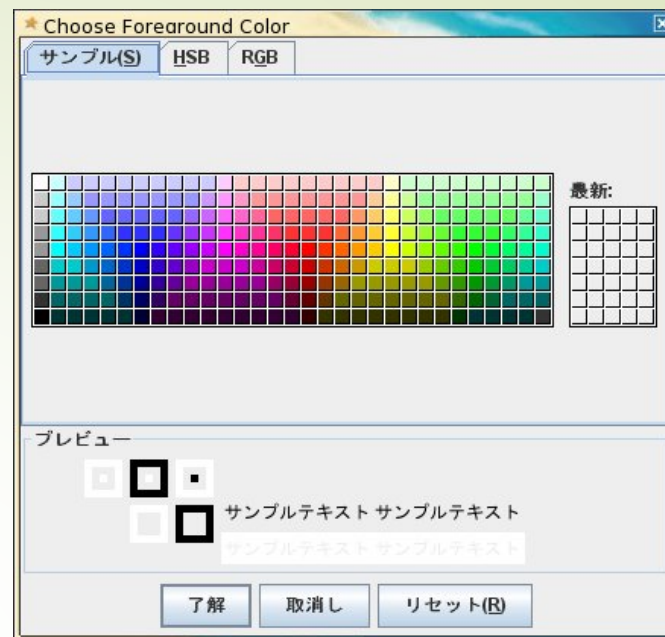 Choose Foreground Color
サンプル(S) HSB RGB
最新:
プレビュー
サンプルテキスト サンプルテキスト
サンプルテキスト サンプルテキスト
了解 取消し リセット(R)